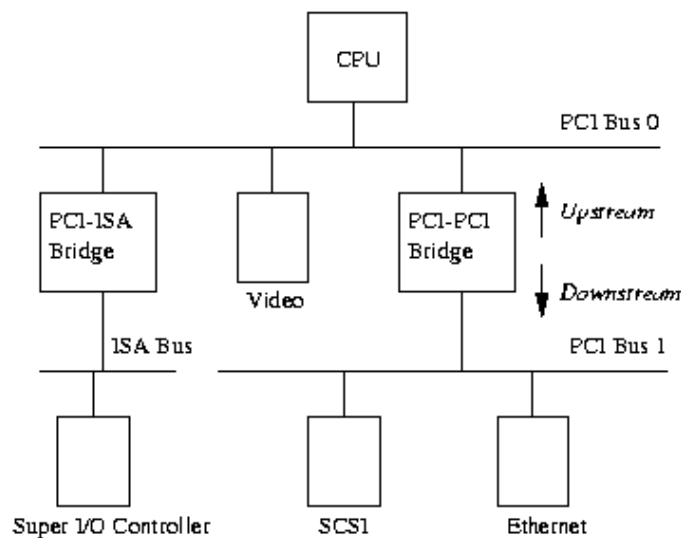 CPU
PCI Bus 0
PCI-ISA
Bridge
PCI-PCI
Bridge
Upstream
Video
Downstream
ISA Bus
PCI Bus 1
Super I/O Controller
SCSI
Ethernet